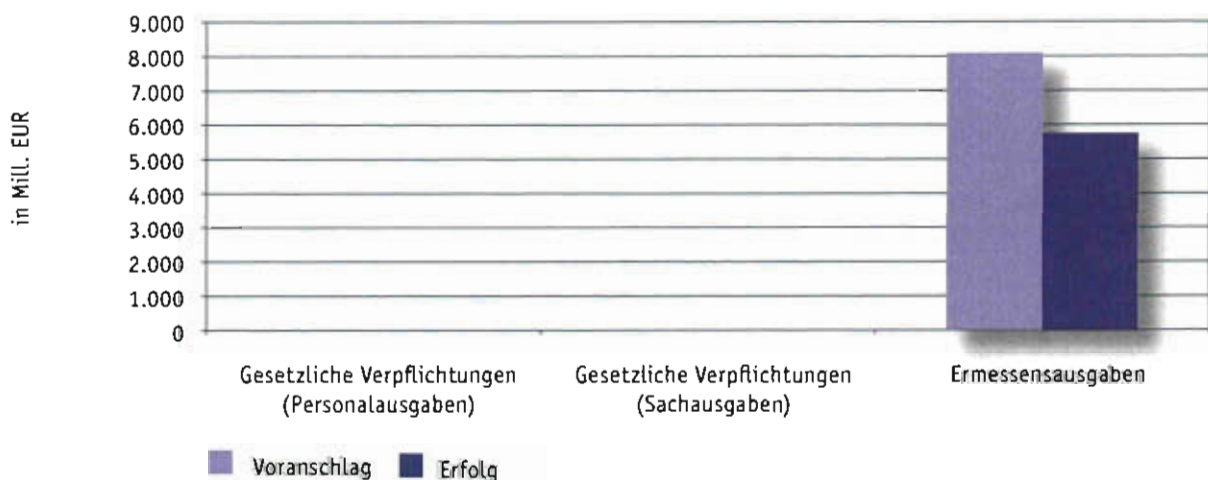 9.000
8.000
7.000
6.000
5.000
4.000
3.000
2.000
1.000
0
in Mill. EUR
Gesetzliche Verpflichtungen
(Personalausgaben)
Gesetzliche Verpflichtungen
(Sachausgaben)
Ermessensausgaben
Voranschlag
Erfolg